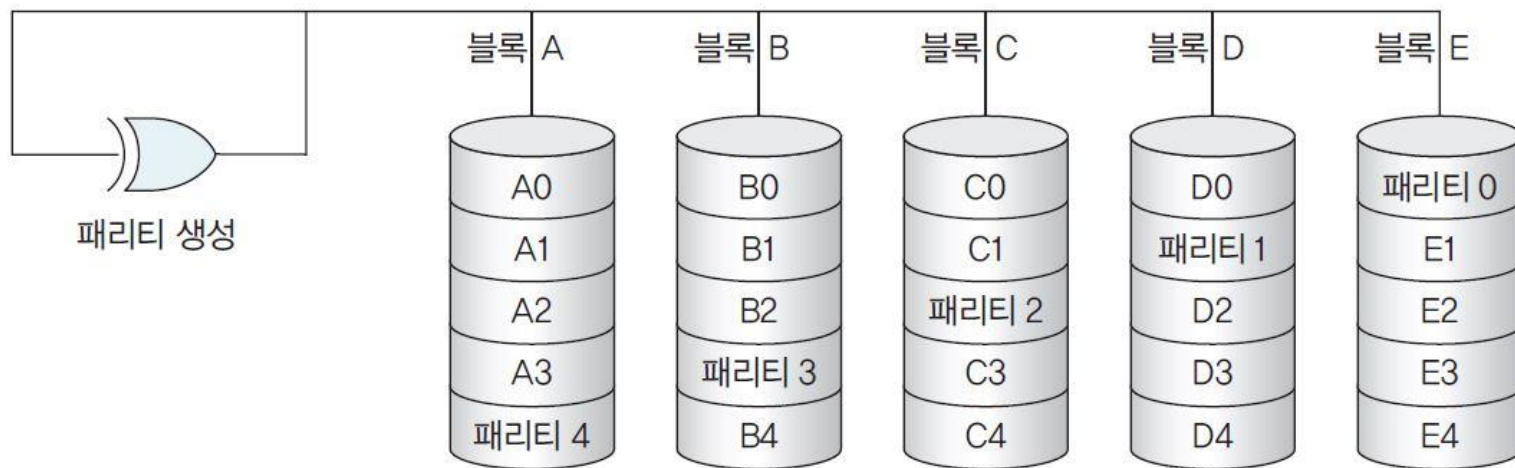 블록 A 블록 B 블록 C 블록 D 블록 E
A0 B0 C0 D0 패리티 0
패리티 생성
A1 B1 C1 패리티 1 E1
A2 B2 패리티 2 D2 E2
A3 패리티 3 C3 D3 E3
패리티 4 B4 C4 D4 E4